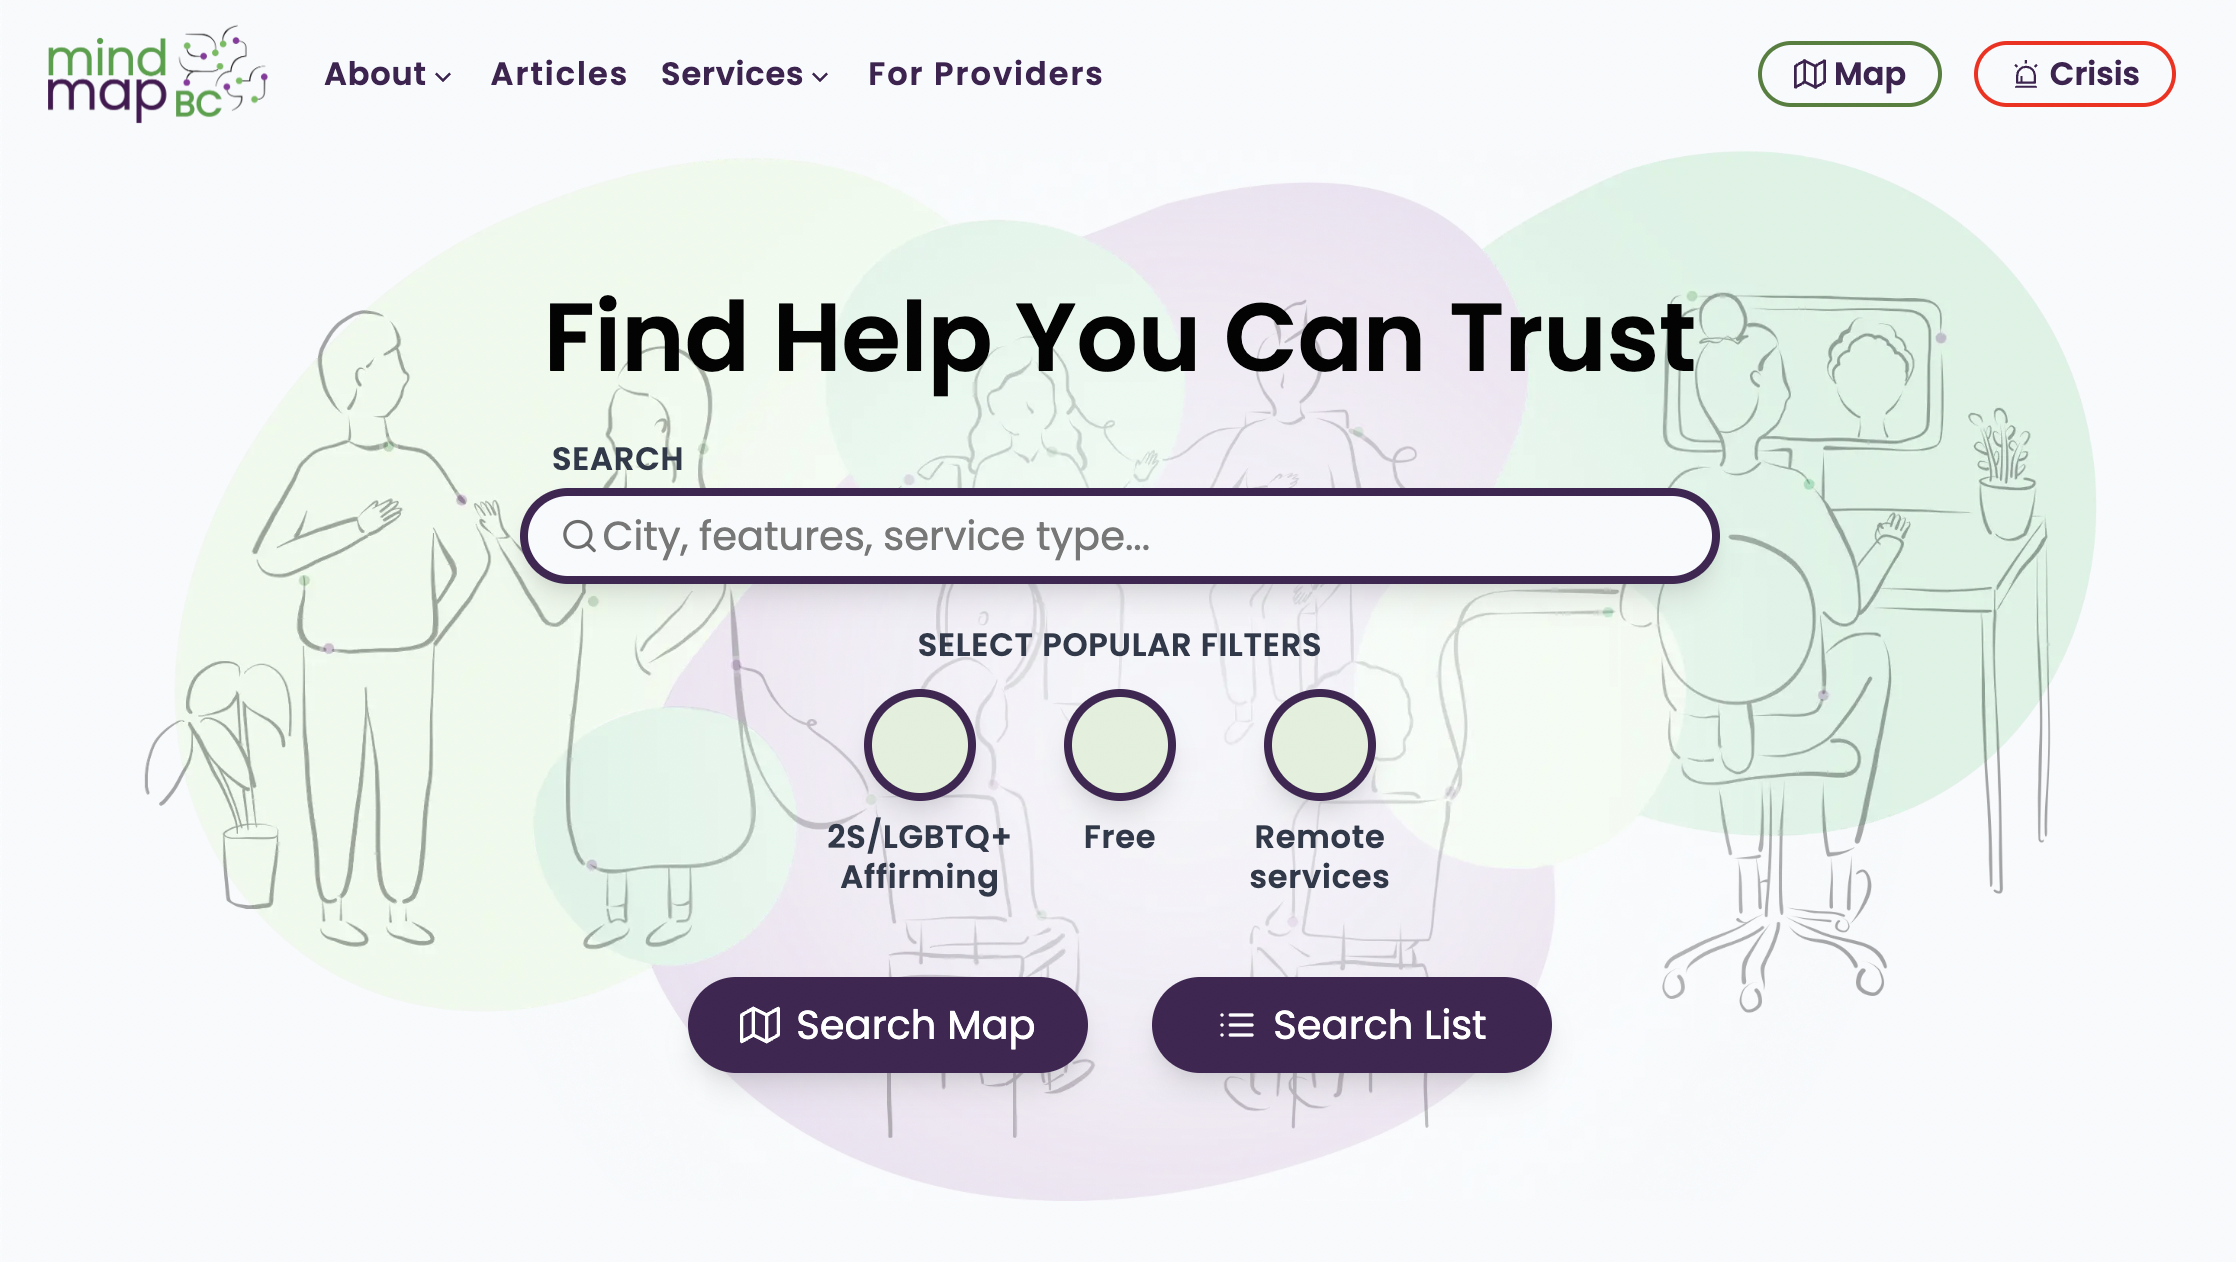 mind
map BC
About
Articles
Services
For Providers
Map
Crisis
Find Help You Can Trust
SEARCH
City, features, service type...
SELECT POPULAR FILTERS
2S/LGBTQ+
Affirming
Free
Remote
services
Search Map
Search List